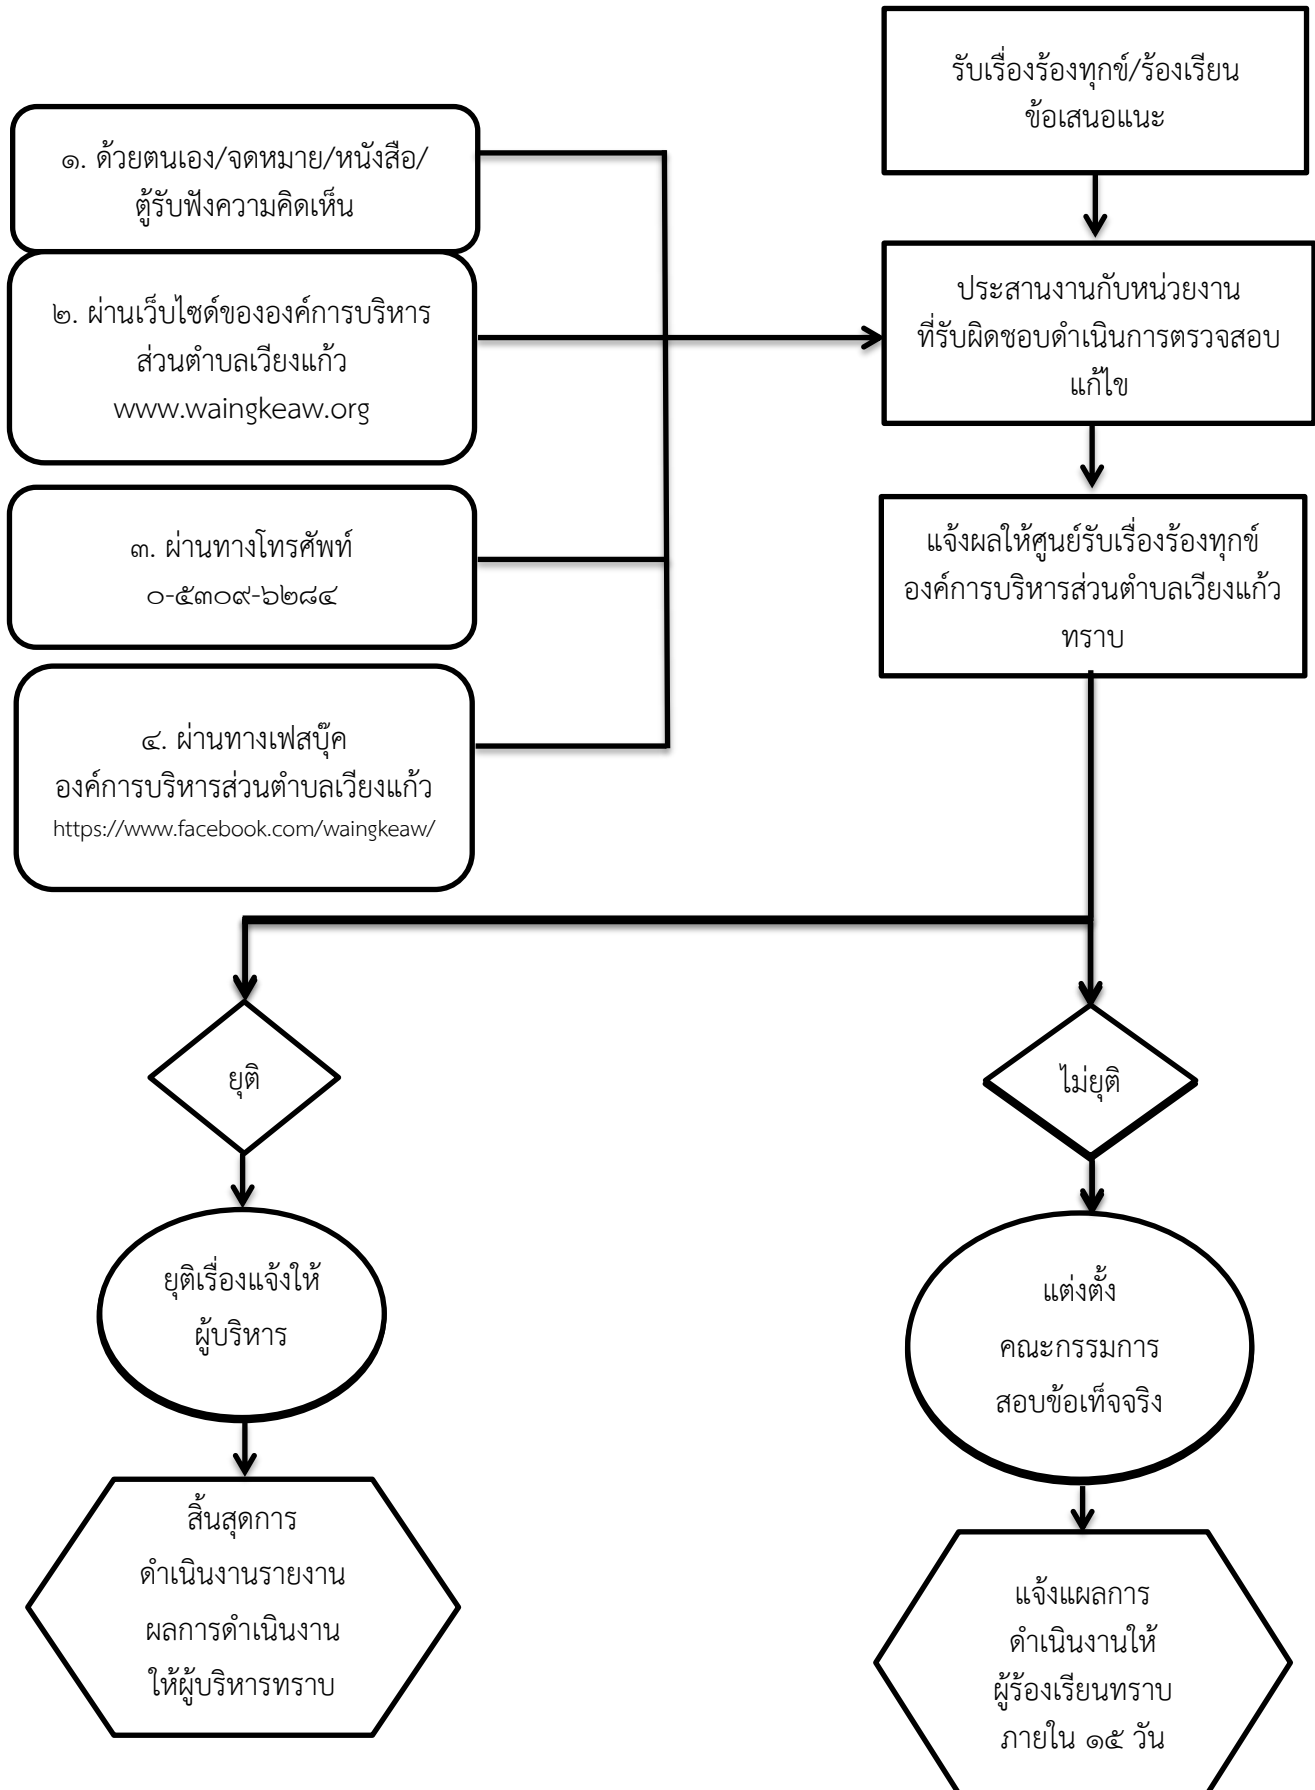 รับเรื่องร้องทุกข์/ร้องเรียน
ข้อเสนอแนะ
๑. ด้วยตนเอง/จดหมาย/หนังสือ/
ตู้รับฟังความคิดเห็น
๒. ผ่านเว็บไซด์ขององค์การบริหาร
ส่วนตำบลเวียงแก้ว
www.waingkeaw.org
๓. ผ่านทางโทรศัพท์
๐-๕๓๐๙-๖๒๘๔
๔. ผ่านทางเฟสบุ๊ค
องค์การบริหารส่วนตำบลเวียงแก้ว
https://www.facebook.com/waingkeaw/
ประสานงานกับหน่วยงาน
ที่รับผิดชอบดำเนินการตรวจสอบ
แก้ไข
แจ้งผลให้ศูนย์รับเรื่องร้องทุกข์
องค์การบริหารส่วนตำบลเวียงแก้ว
ทราบ
ยุติ
ไม่ยุติ
ยุติเรื่องแจ้งให้
ผู้บริหาร
แต่งตั้ง
คณะกรรมการ
สอบข้อเท็จจริง
สิ้นสุดการ
ดำเนินงานรายงาน
ผลการดำเนินงาน
ให้ผู้บริหารทราบ
แจ้งแผลการ
ดำเนินงานให้
ผู้ร้องเรียนทราบ
ภายใน ๑๕ วัน